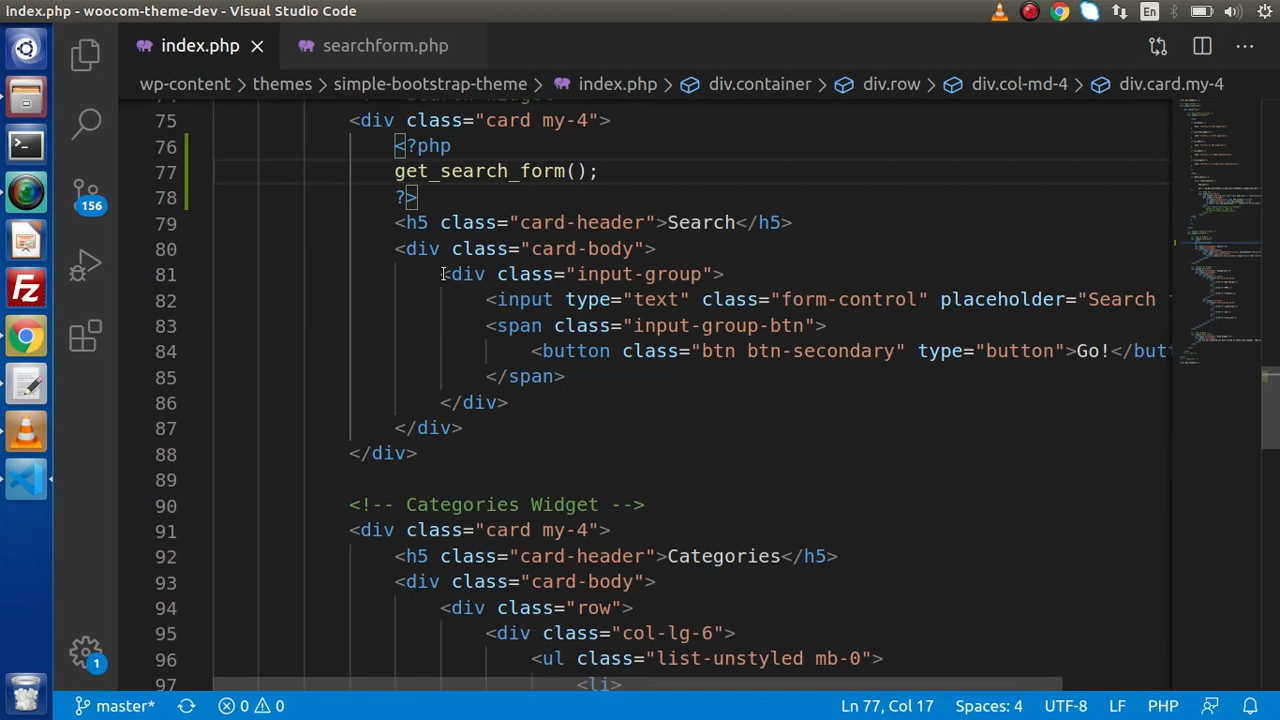 index.php - woocom-theme-dev - Visual Studio Code
En
index.php
searchform.php
wp-content > themes > simple-bootstrap-theme > index.php > div.container > div.row > div.col-md-4 > div.card.my-4
75 <div class="card my-4">
76 <?php
77 get_search_form();
78 ?>
79 <h5 class="card-header">Search</h5>
80 <div class="card-body">
81 <div class="input-group">
82 <input type="text" class="form-control" placeholder="Search
83 <span class="input-group-btn">
84 <button class="btn btn-secondary" type="button">Go!</butt
85 </span>
86 </div>
87 </div>
88 </div>
89
90 <!-- Categories Widget -->
91 <div class="card my-4">
92 <h5 class="card-header">Categories</h5>
93 <div class="card-body">
94 <div class="row">
95 <div class="col-lg-6">
96 <ul class="list-unstyled mb-0">
97 <li>
156
1
master*
0 0
Ln 77, Col 17
Spaces: 4
UTF-8
LF
PHP